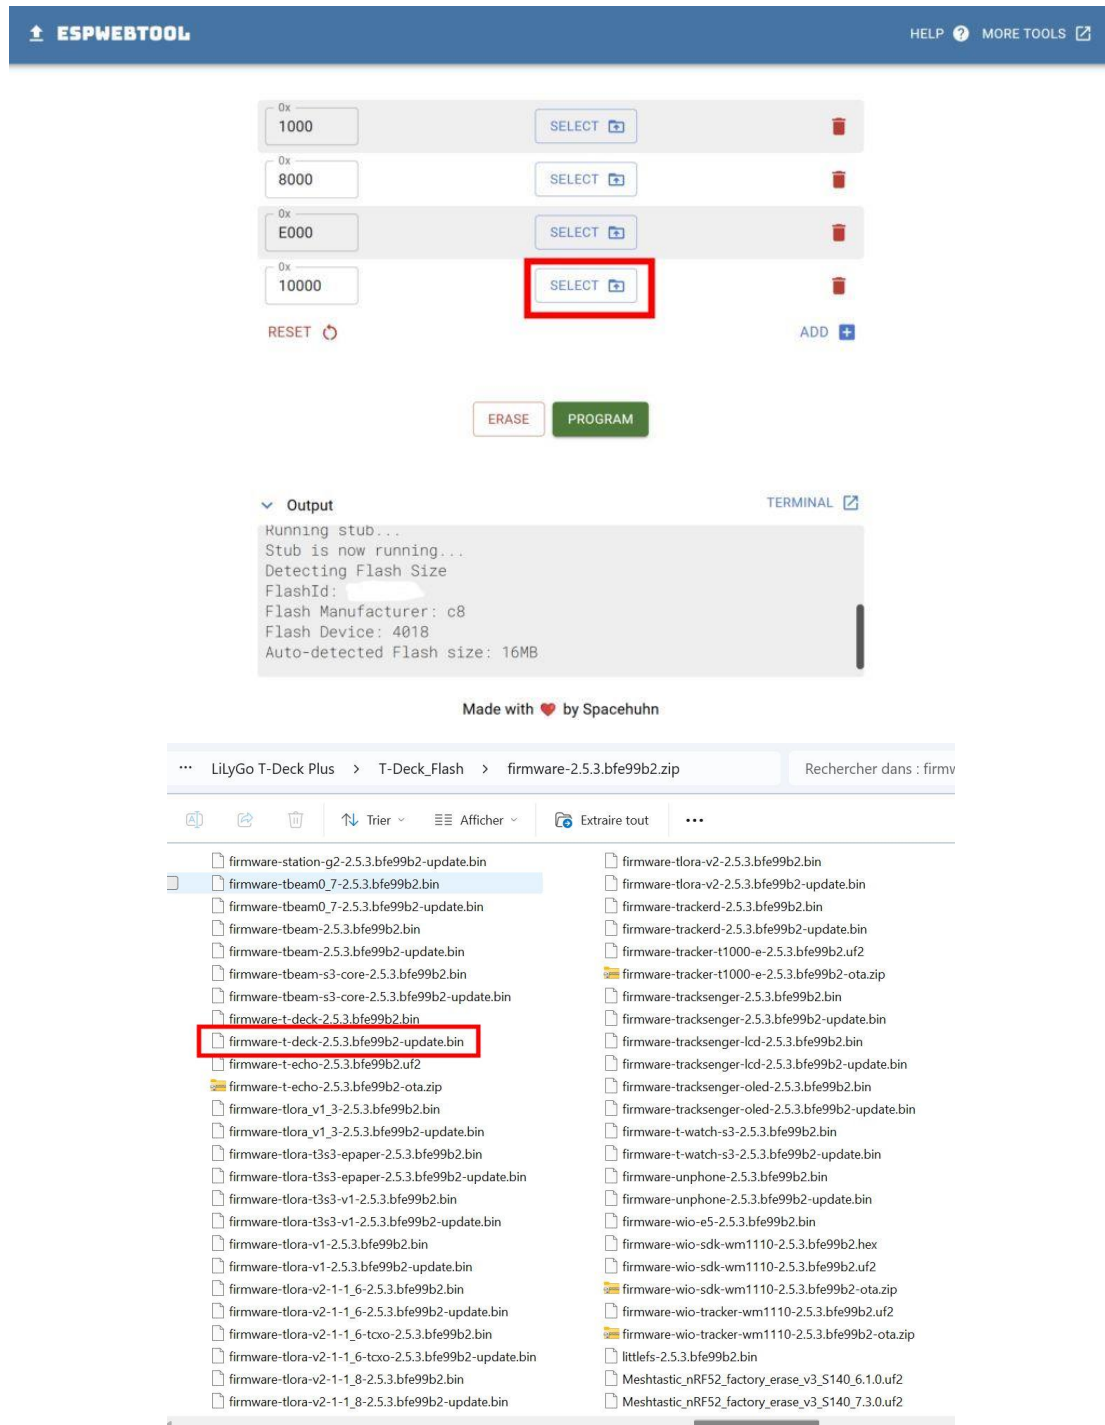 ESPWEBTOOL
HELP ? MORE TOOLS
0x
1000
SELECT
0x
8000
SELECT
0x
E000
SELECT
0x
10000
SELECT
RESET
ADD
ERASE
PROGRAM
Output
TERMINAL
Running stub...
Stub is now running...
Detecting Flash Size
FlashId:
Flash Manufacturer: c8
Flash Device: 4018
Auto-detected Flash size: 16MB
Made with ❤ by Spacehuhn
... LiLyGo T-Deck Plus > T-Deck_Flash > firmware-2.5.3.bfe99b2.zip
Rechercher dans : firmw
Trier
Afficher
Extraire tout
...
firmware-station-g2-2.5.3.bfe99b2-update.bin
firmware-tbeam0_7-2.5.3.bfe99b2.bin
firmware-tbeam0_7-2.5.3.bfe99b2-update.bin
firmware-tbeam-2.5.3.bfe99b2.bin
firmware-tbeam-2.5.3.bfe99b2-update.bin
firmware-tbeam-s3-core-2.5.3.bfe99b2.bin
firmware-tbeam-s3-core-2.5.3.bfe99b2-update.bin
firmware-t-deck-2.5.3.bfe99b2.bin
firmware-t-deck-2.5.3.bfe99b2-update.bin
firmware-t-echo-2.5.3.bfe99b2.uf2
firmware-t-echo-2.5.3.bfe99b2-ota.zip
firmware-tlora_v1_3-2.5.3.bfe99b2.bin
firmware-tlora_v1_3-2.5.3.bfe99b2-update.bin
firmware-tlora-t3s3-epaper-2.5.3.bfe99b2.bin
firmware-tlora-t3s3-epaper-2.5.3.bfe99b2-update.bin
firmware-tlora-t3s3-v1-2.5.3.bfe99b2.bin
firmware-tlora-t3s3-v1-2.5.3.bfe99b2-update.bin
firmware-tlora-v1-2.5.3.bfe99b2.bin
firmware-tlora-v1-2.5.3.bfe99b2-update.bin
firmware-tlora-v2-1-1_6-2.5.3.bfe99b2.bin
firmware-tlora-v2-1-1_6-2.5.3.bfe99b2-update.bin
firmware-tlora-v2-1-1_6-tcxo-2.5.3.bfe99b2.bin
firmware-tlora-v2-1-1_6-tcxo-2.5.3.bfe99b2-update.bin
firmware-tlora-v2-1-1_8-2.5.3.bfe99b2.bin
firmware-tlora-v2-1-1_8-2.5.3.bfe99b2-update.bin
firmware-tlora-v2-2.5.3.bfe99b2.bin
firmware-tlora-v2-2.5.3.bfe99b2-update.bin
firmware-trackerd-2.5.3.bfe99b2.bin
firmware-trackerd-2.5.3.bfe99b2-update.bin
firmware-tracker-t1000-e-2.5.3.bfe99b2.uf2
firmware-tracker-t1000-e-2.5.3.bfe99b2-ota.zip
firmware-tracksenger-2.5.3.bfe99b2.bin
firmware-tracksenger-2.5.3.bfe99b2-update.bin
firmware-tracksenger-lcd-2.5.3.bfe99b2.bin
firmware-tracksenger-lcd-2.5.3.bfe99b2-update.bin
firmware-tracksenger-oled-2.5.3.bfe99b2.bin
firmware-tracksenger-oled-2.5.3.bfe99b2-update.bin
firmware-t-watch-s3-2.5.3.bfe99b2.bin
firmware-t-watch-s3-2.5.3.bfe99b2-update.bin
firmware-unphone-2.5.3.bfe99b2.bin
firmware-unphone-2.5.3.bfe99b2-update.bin
firmware-wio-e5-2.5.3.bfe99b2.bin
firmware-wio-sdk-wm1110-2.5.3.bfe99b2.hex
firmware-wio-sdk-wm1110-2.5.3.bfe99b2.uf2
firmware-wio-sdk-wm1110-2.5.3.bfe99b2-ota.zip
firmware-wio-tracker-wm1110-2.5.3.bfe99b2.uf2
firmware-wio-tracker-wm1110-2.5.3.bfe99b2-ota.zip
littlefs-2.5.3.bfe99b2.bin
Meshtastic_nRF52_factory_erase_v3_S140_6.1.0.uf2
Meshtastic_nRF52_factory_erase_v3_S140_7.3.0.uf2